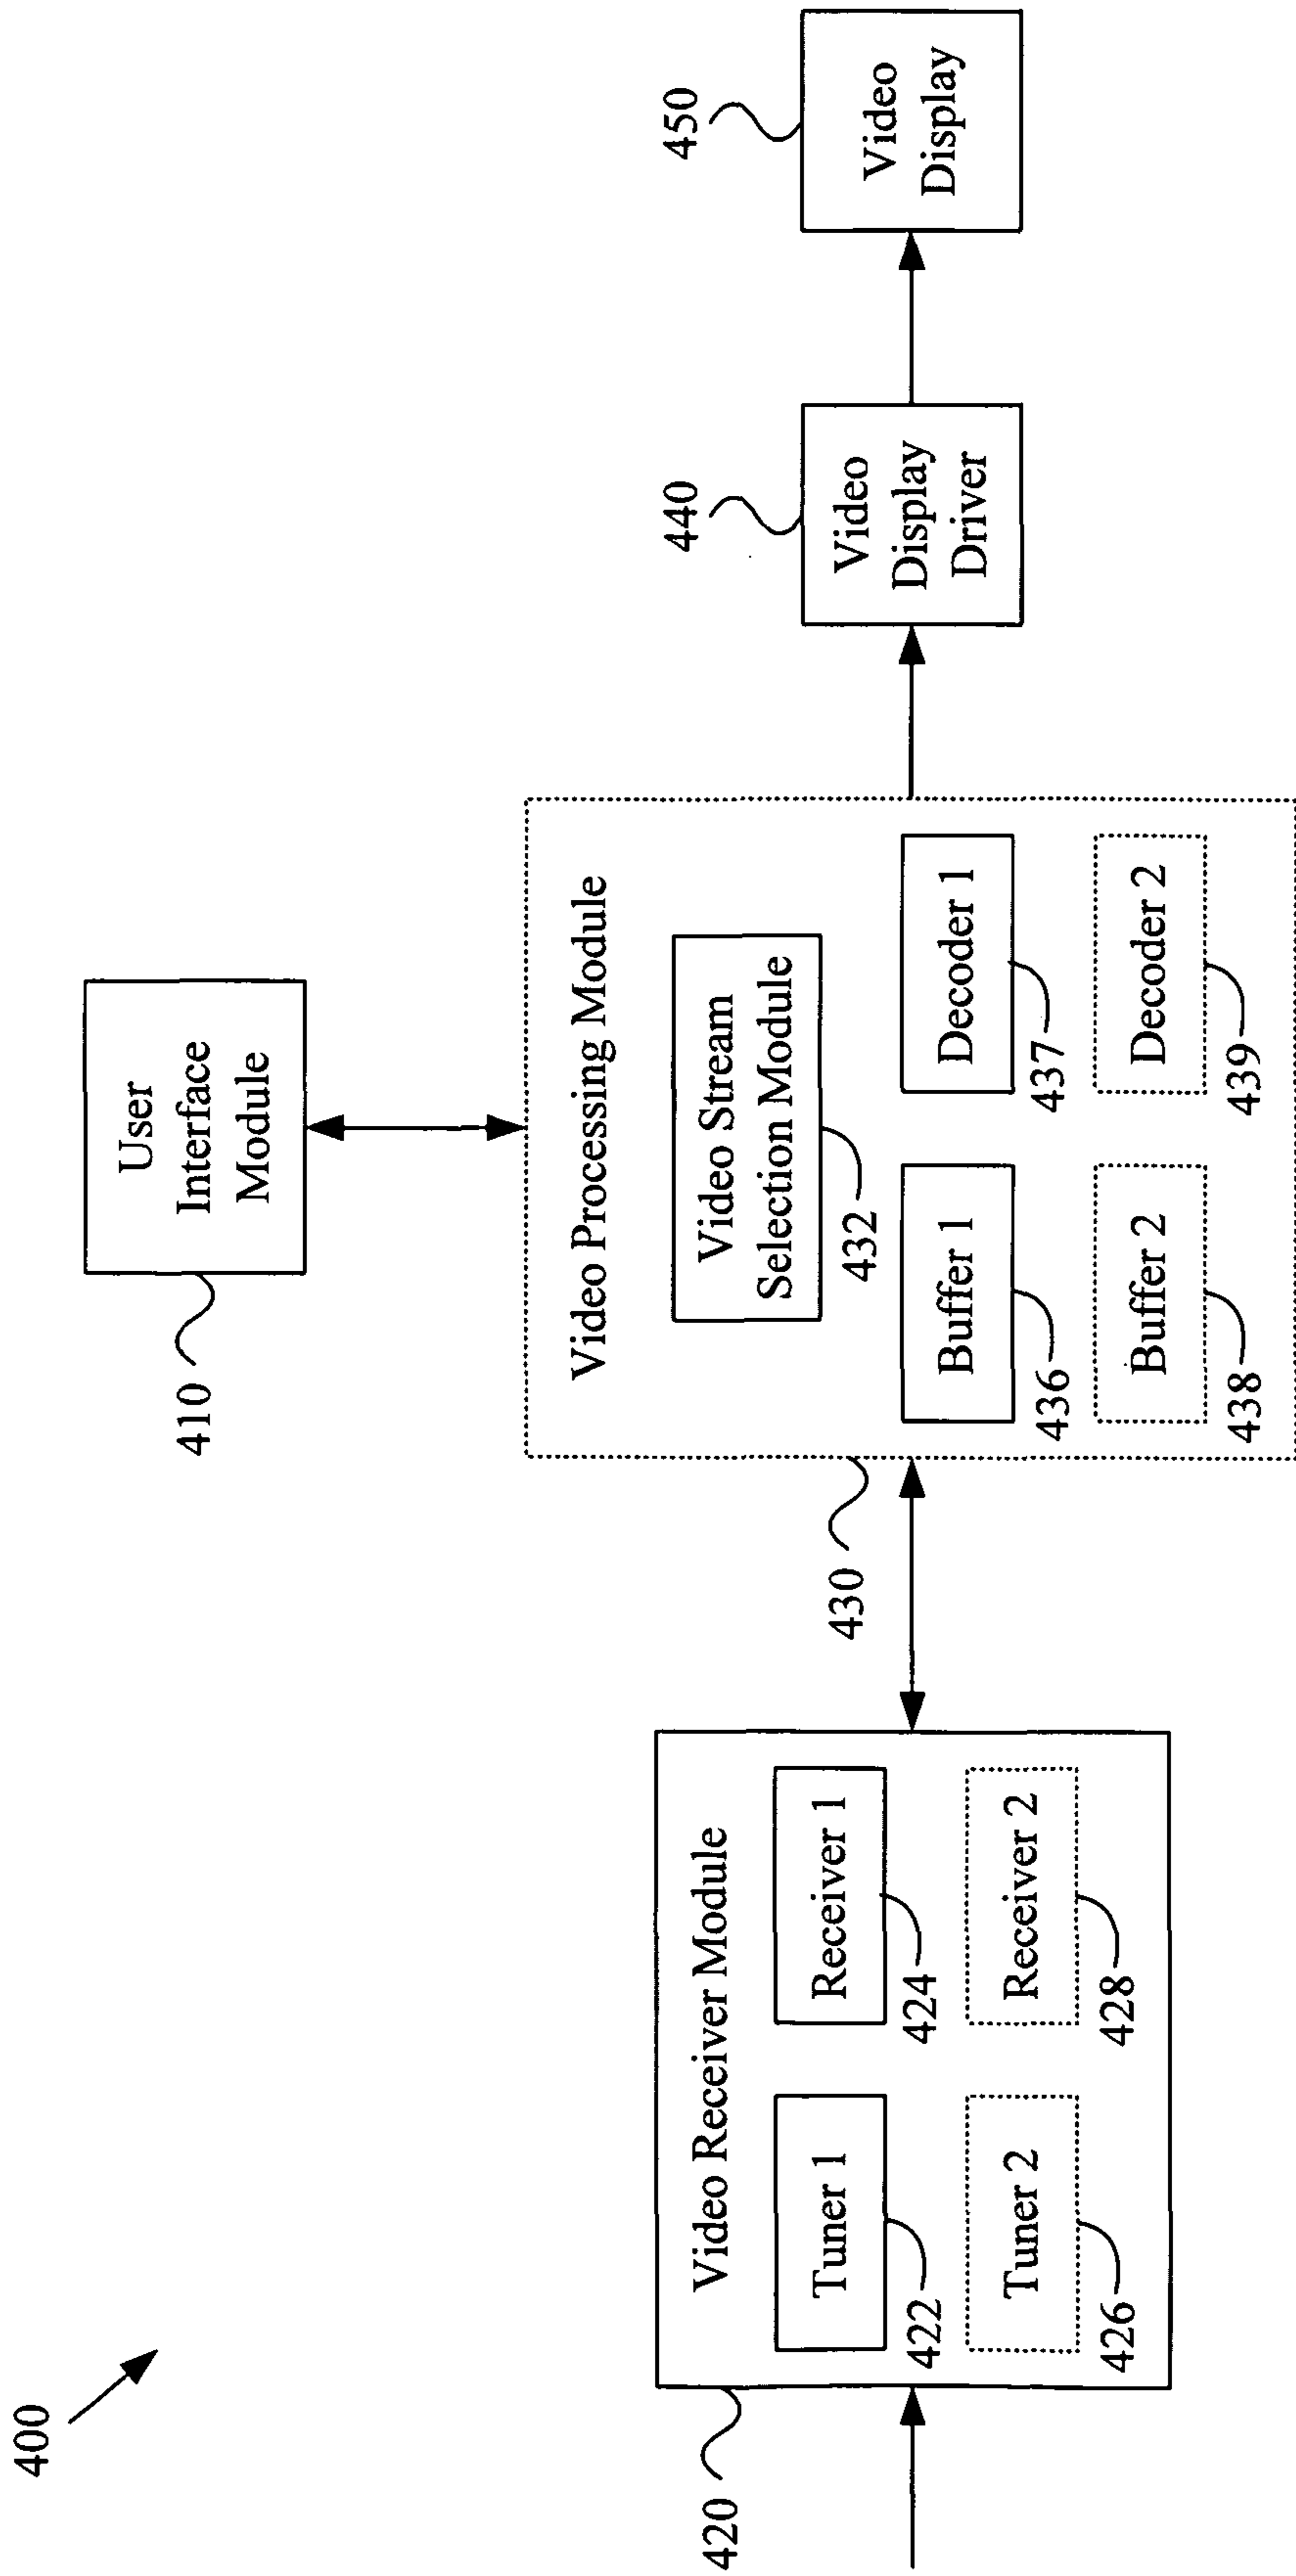 400
410
User
Interface
Module
420
Video Receiver Module
Tuner 1
422
Receiver 1
424
Tuner 2
426
Receiver 2
428
430
Video Processing Module
Video Stream
Selection Module
432
Buffer 1
436
Decoder 1
437
Buffer 2
438
Decoder 2
439
440
Video
Display
Driver
450
Video
Display